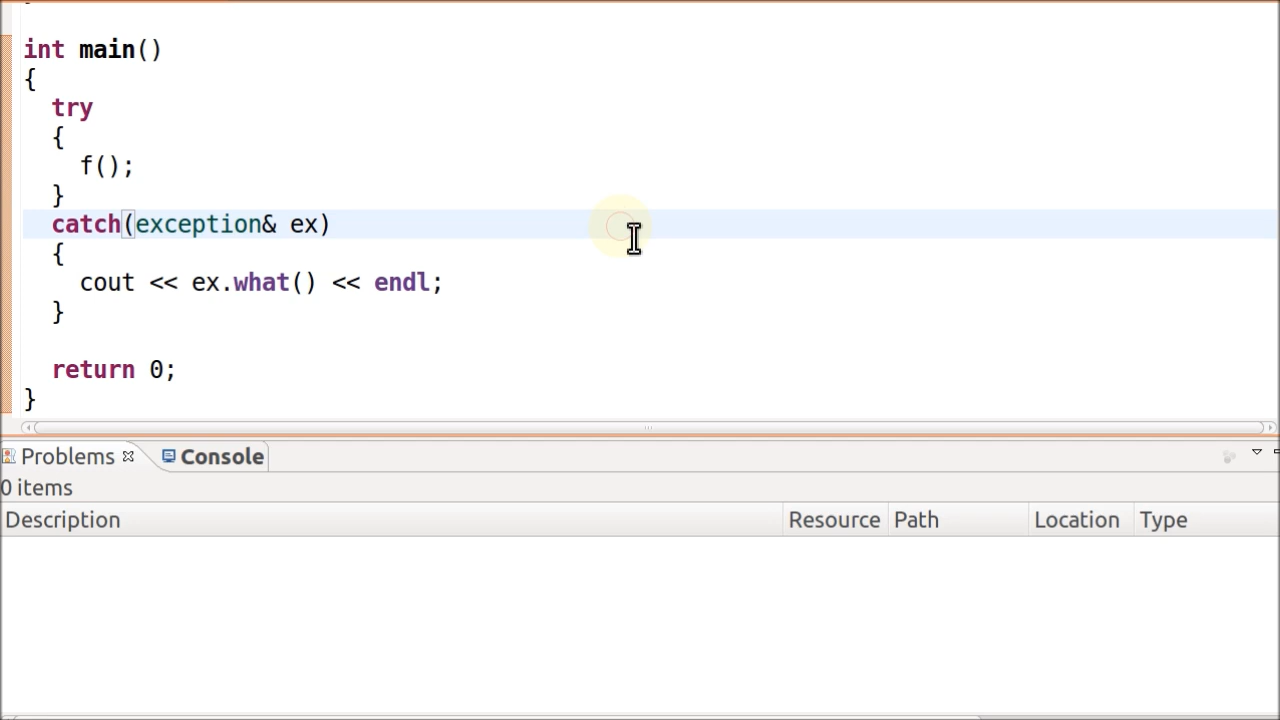 int main()
{
  try
  {
    f();
  }
  catch(exception& ex)
  {
    cout << ex.what() << endl;
  }
  return 0;
}
Problems Console
0 items
Description Resource Path Location Type